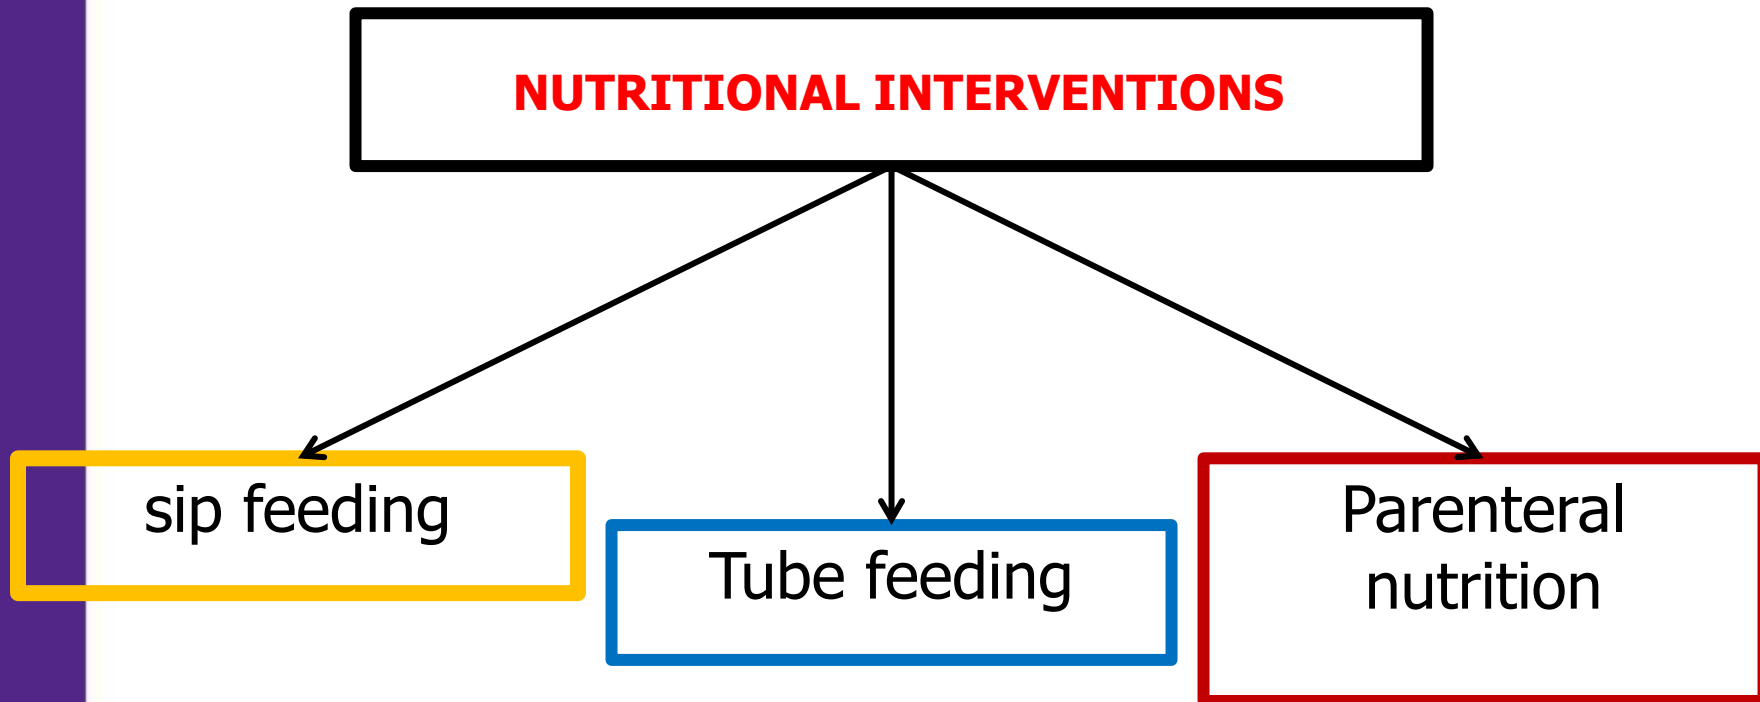 NUTRITIONAL INTERVENTIONS
sip feeding
Tube feeding
Parenteral
nutrition